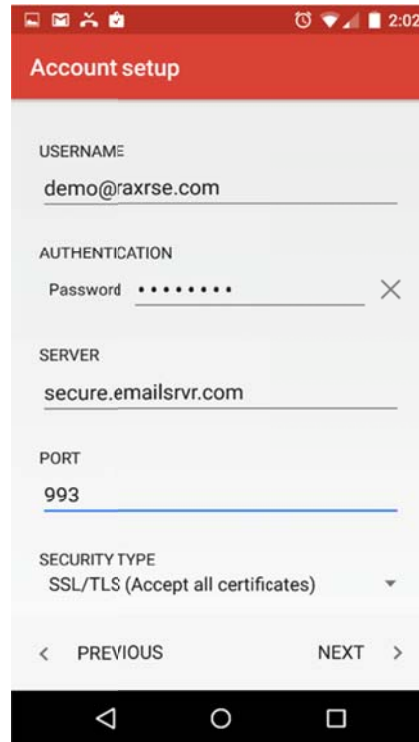 2:02
Account setup
USERNAME
demo@raxrse.com
AUTHENTICATION
Password ••••••••
SERVER
secure.emailsrvr.com
PORT
993
SECURITY TYPE
SSL/TLS (Accept all certificates)
< PREVIOUS NEXT >